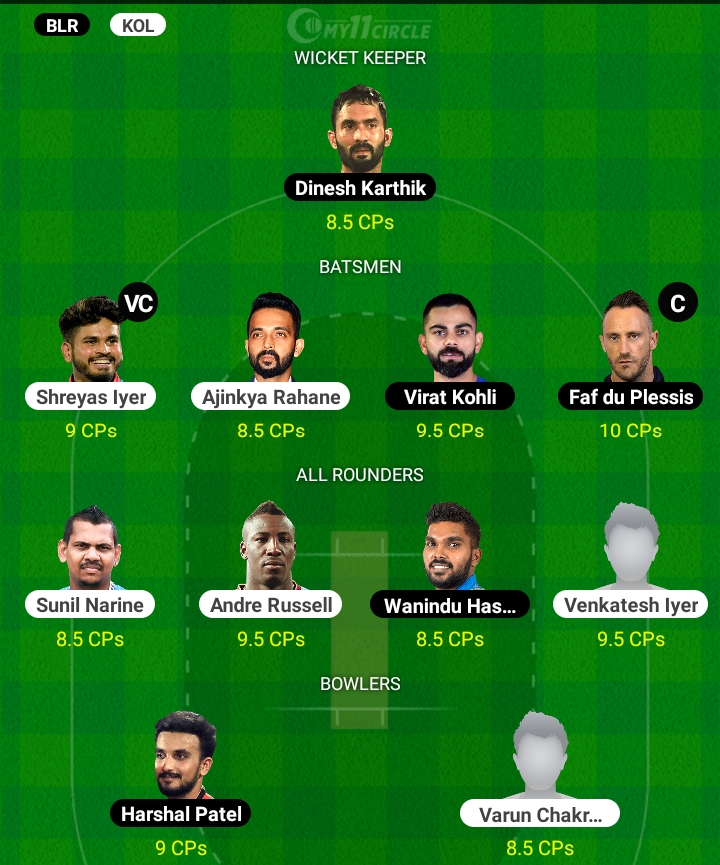 BLR KOL MY11CIRCLE
WICKET KEEPER
Dinesh Karthik
8.5 CPs
BATSMEN
VC C
Shreyas Iyer Ajinkya Rahane Virat Kohli Faf du Plessis
9 CPs 8.5 CPs 9.5 CPs 10 CPs
ALL ROUNDERS
Sunil Narine Andre Russell Wanindu Has... Venkatesh Iyer
8.5 CPs 9.5 CPs 8.5 CPs 9.5 CPs
BOWLERS
Harshal Patel Varun Chakr...
9 CPs 8.5 CPs